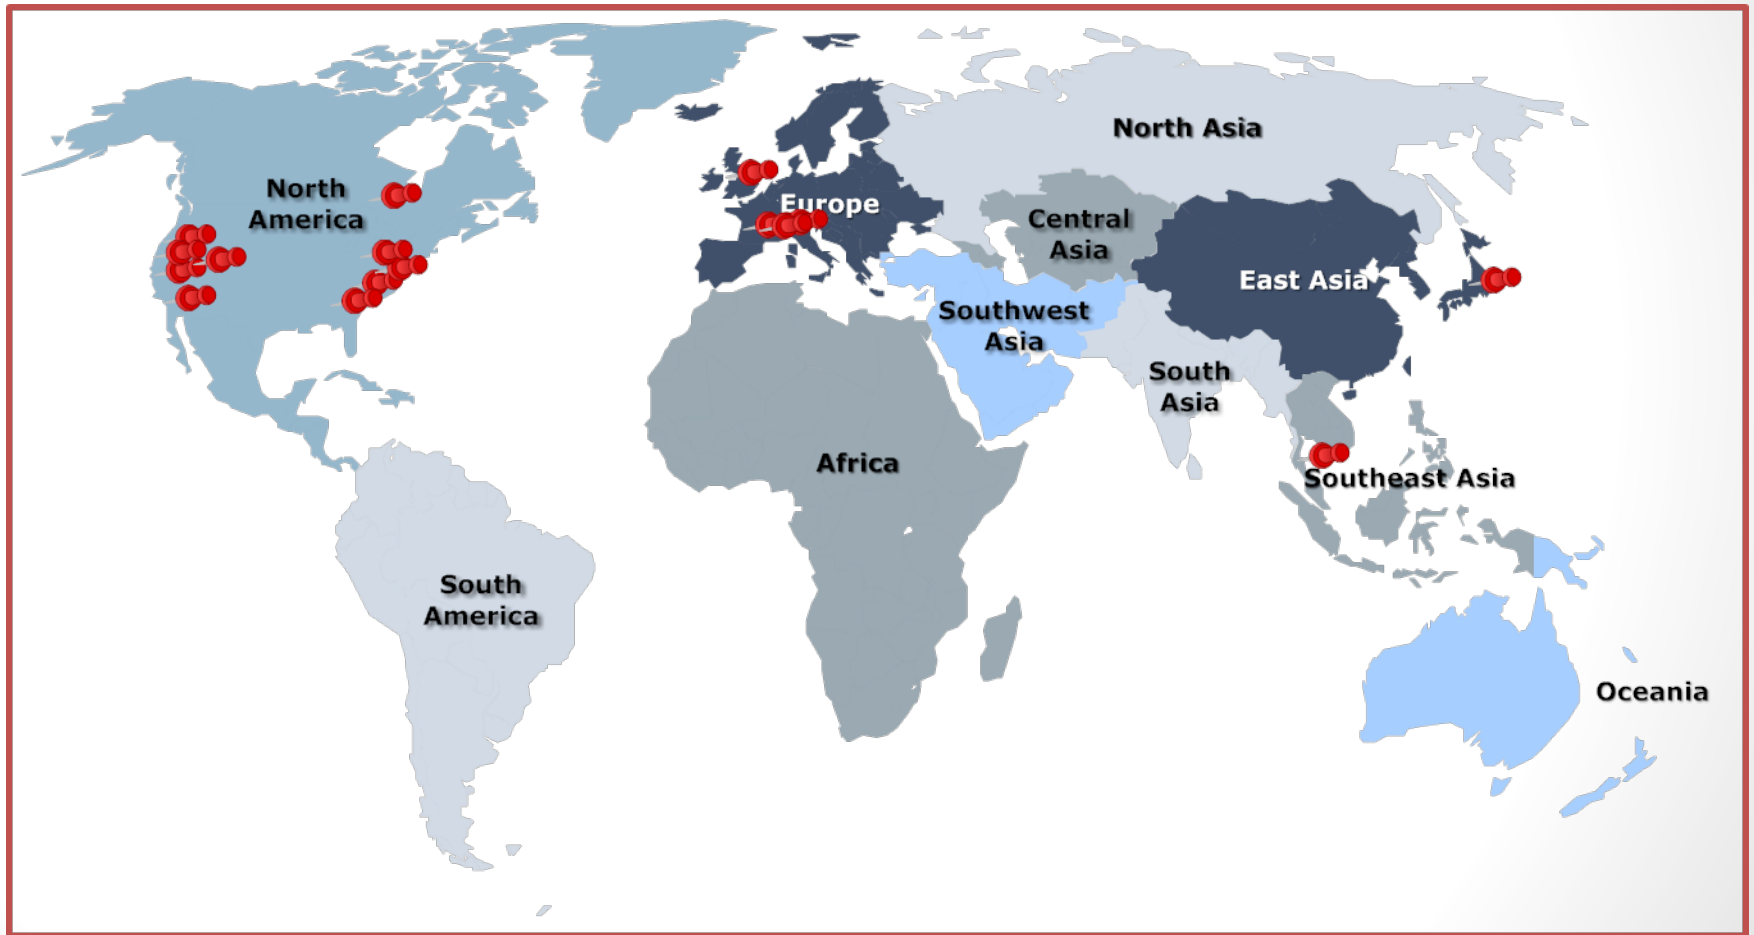 North Asia
North
America
Europe
Central
Asia
East Asia
Southwest
Asia
South
Asia
Africa
Southeast Asia
South
America
Oceania